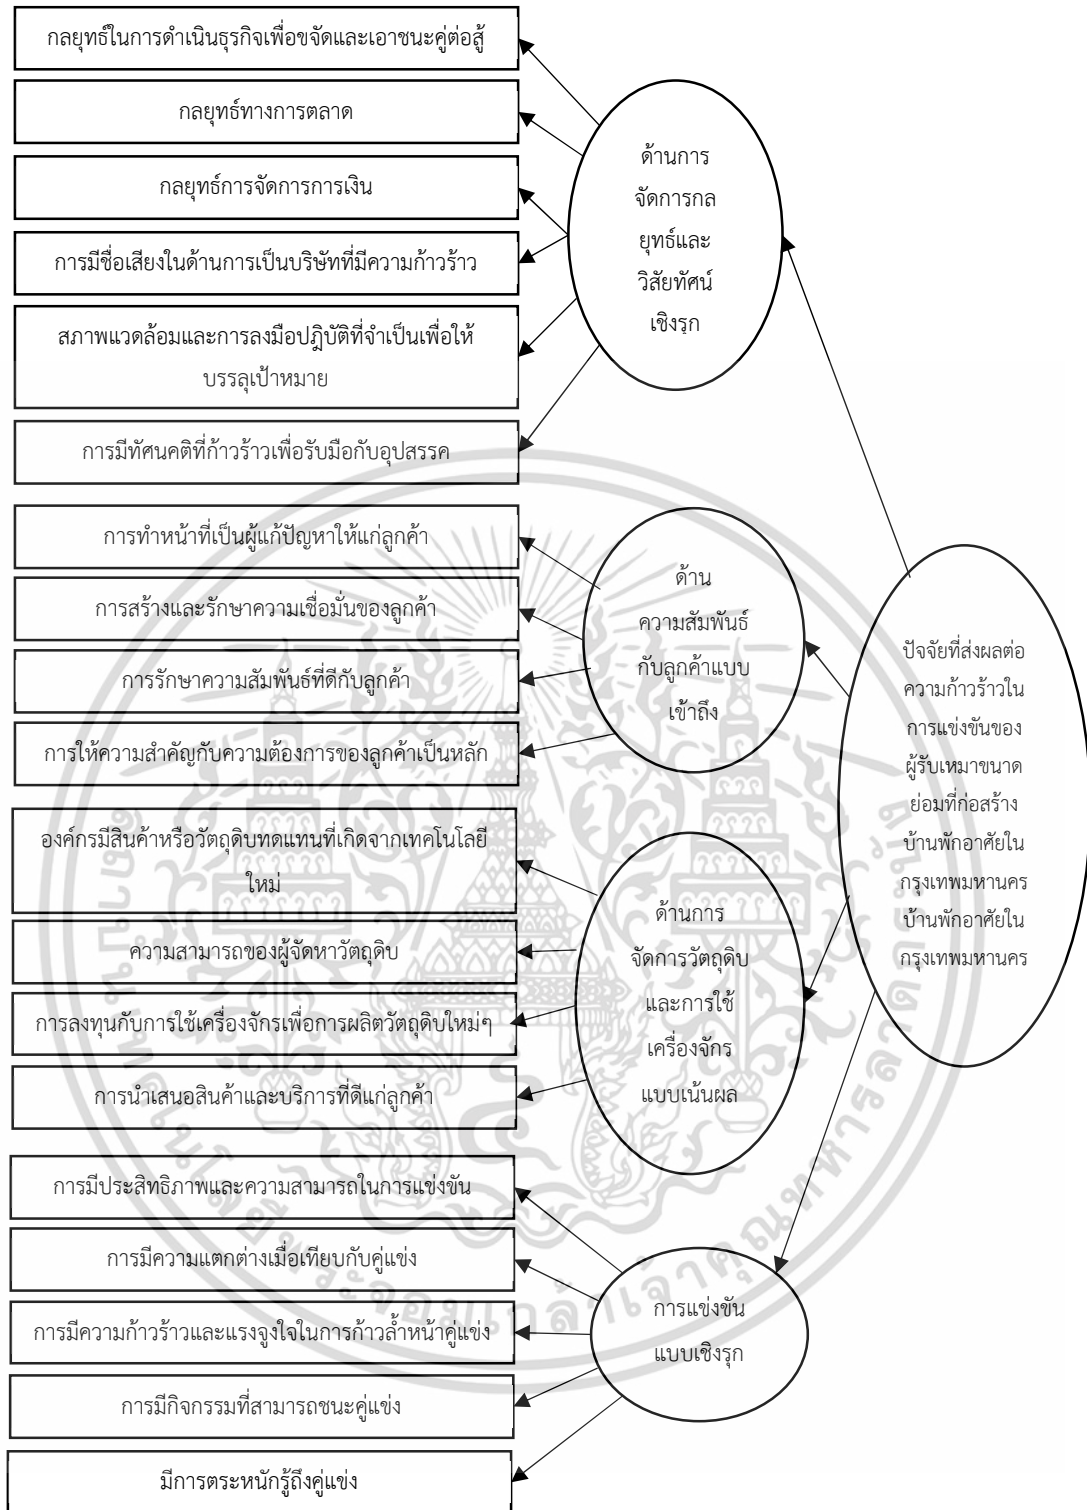 กลยุทธ์ในการดำเนินธุรกิจเพื่อขจัดและเอาชนะคู่ต่อสู้
กลยุทธ์ทางการตลาด
กลยุทธ์การจัดการการเงิน
การมีชื่อเสียงในด้านการเป็นบริษัทที่มีความก้าวร้าว
สภาพแวดล้อมและการลงมือปฏิบัติที่จำเป็นเพื่อให้
บรรลุเป้าหมาย
การมีทัศนคติที่ก้าวร้าวเพื่อรับมือกับอุปสรรค
ด้านการ
จัดการกล
ยุทธ์และ
วิสัยทัศน์
เชิงรุก
การทำหน้าที่เป็นผู้แก้ปัญหาให้แก่ลูกค้า
การสร้างและรักษาความเชื่อมั่นของลูกค้า
การรักษาความสัมพันธ์ที่ดีกับลูกค้า
การให้ความสำคัญกับความต้องการของลูกค้าเป็นหลัก
ด้าน
ความสัมพันธ์
กับลูกค้าแบบ
เข้าถึง
องค์กรมีสินค้าหรือวัตถุดิบทดแทนที่เกิดจากเทคโนโลยี
ใหม่
ความสามารถของผู้จัดหาวัตถุดิบ
การลงทุนกับการใช้เครื่องจักรเพื่อการผลิตวัตถุดิบใหม่ๆ
การนำเสนอสินค้าและบริการที่ดีแก่ลูกค้า
ด้านการ
จัดการวัตถุดิบ
และการใช้
เครื่องจักร
แบบเน้นผล
การมีประสิทธิภาพและความสามารถในการแข่งขัน
การมีความแตกต่างเมื่อเทียบกับคู่แข่ง
การมีความก้าวร้าวและแรงจูงใจในการก้าวล้ำหน้าคู่แข่ง
การมีกิจกรรมที่สามารถชนะคู่แข่ง
มีการตระหนักรู้ถึงคู่แข่ง
การแข่งขัน
แบบเชิงรุก
ปัจจัยที่ส่งผลต่อ
ความก้าวร้าวใน
การแข่งขันของ
ผู้รับเหมาขนาด
ย่อมที่ก่อสร้าง
บ้านพักอาศัยใน
กรุงเทพมหานคร
บ้านพักอาศัยใน
กรุงเทพมหานคร
สถาบันเทคโนโลยีพระจอมเกล้าเจ้าคุณทหารลาดกระบัง